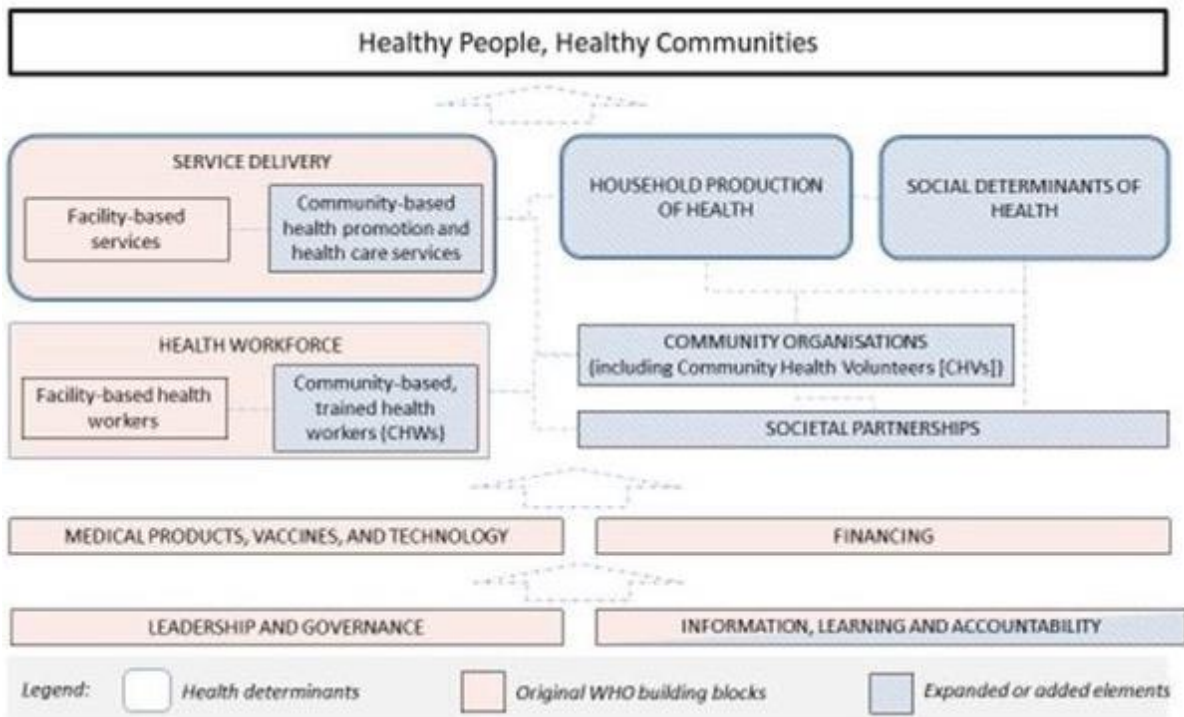 Healthy People, Healthy Communities
SERVICE DELIVERY
Facility-based
services
Community-based
health promotion and
health care services
HOUSEHOLD PRODUCTION
OF HEALTH
SOCIAL DETERMINANTS OF
HEALTH
HEALTH WORKFORCE
Facility-based health
workers
Community-based,
trained health
workers (CHWs)
COMMUNITY ORGANISATIONS
(including Community Health Volunteers [CHVs])
SOCIETAL PARTNERSHIPS
MEDICAL PRODUCTS, VACCINES, AND TECHNOLOGY
FINANCING
LEADERSHIP AND GOVERNANCE
INFORMATION, LEARNING AND ACCOUNTABILITY
Legend:
Health determinants
Original WHO building blocks
Expanded or added elements